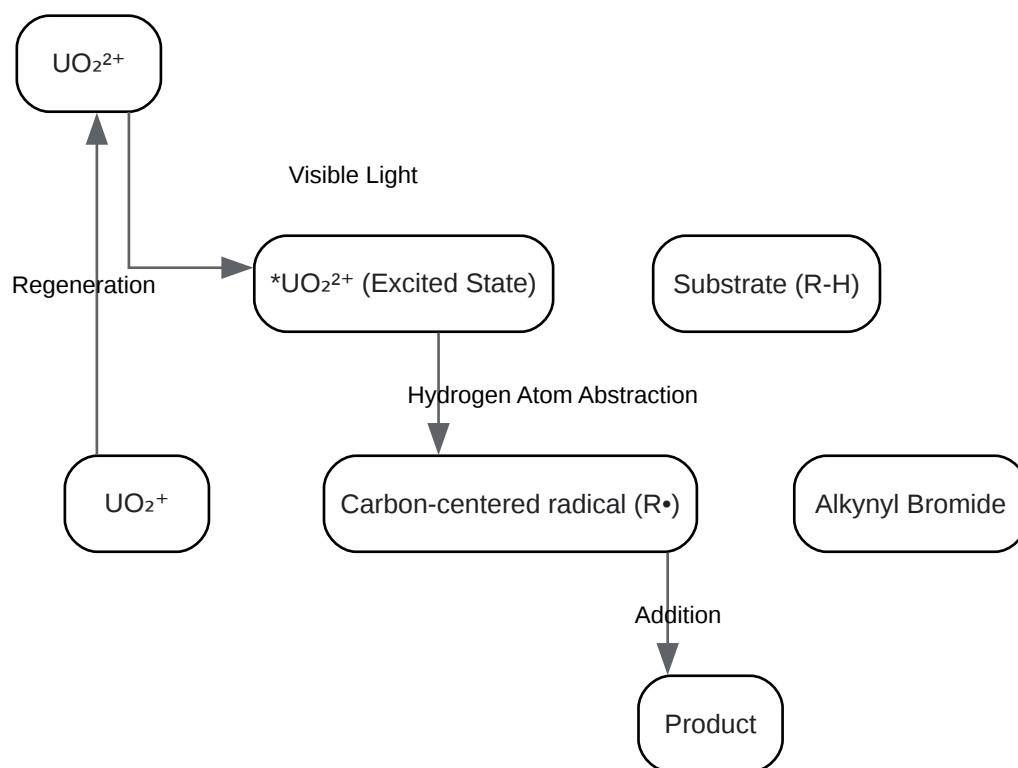 UO₂²⁺
Visible Light
Regeneration
*UO₂²⁺ (Excited State)
Substrate (R-H)
Hydrogen Atom Abstraction
UO₂⁺
Carbon-centered radical (R•)
Alkynyl Bromide
Addition
Product